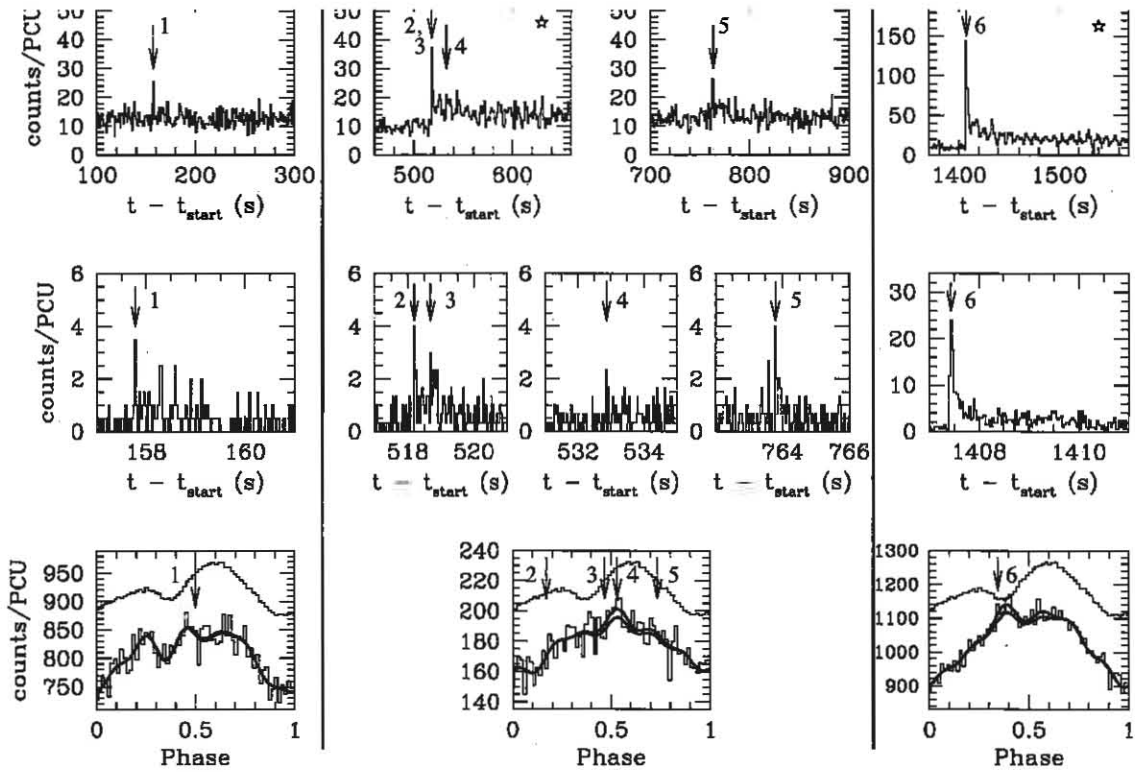 counts/PCU
50 40 30 20 10 0
1
100 200 300
t − t_start (s)
50 40 30 20 10 0
2,
3
4
☆
500 600
t − t_start (s)
50 40 30 20 10 0
5
700 800 900
t − t_start (s)
150 100 50 0
6
☆
1400 1500
t − t_start (s)
counts/PCU
6 4 2 0
1
158 160
t − t_start (s)
6 4 2 0
2 3
518 520
t − t_start (s)
4
532 534
t − t_start (s)
6 4 2 0
5
764 766
t − t_start (s)
30 20 10 0
6
1408 1410
t − t_start (s)
counts/PCU
950 900 850 800 750
1
0 0.5 1
Phase
240 220 200 180 160 140
2 3 4 5
0 0.5 1
Phase
1300 1200 1100 1000 900
6
0 0.5 1
Phase